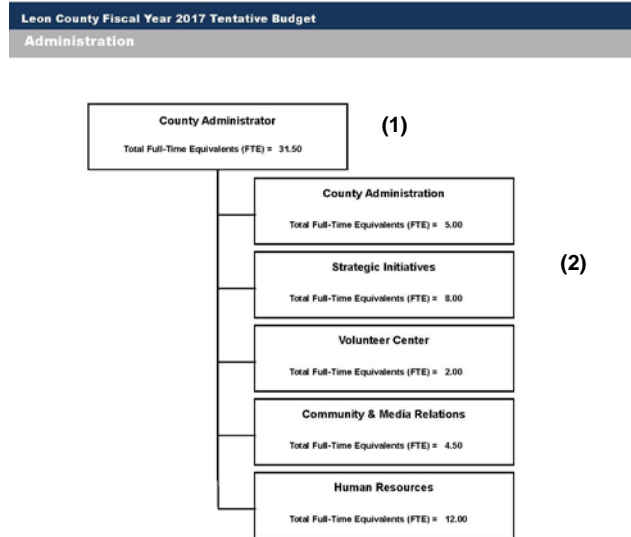 Leon County Fiscal Year 2017 Tentative Budget
Administration
County Administrator
(1)
Total Full-Time Equivalents (FTE) = 31.50
County Administration
Total Full-Time Equivalents (FTE) = 5.00
(2)
Strategic Initiatives
Total Full-Time Equivalents (FTE) = 8.00
Volunteer Center
Total Full-Time Equivalents (FTE) = 2.00
Community & Media Relations
Total Full-Time Equivalents (FTE) = 4.50
Human Resources
Total Full-Time Equivalents (FTE) = 12.00